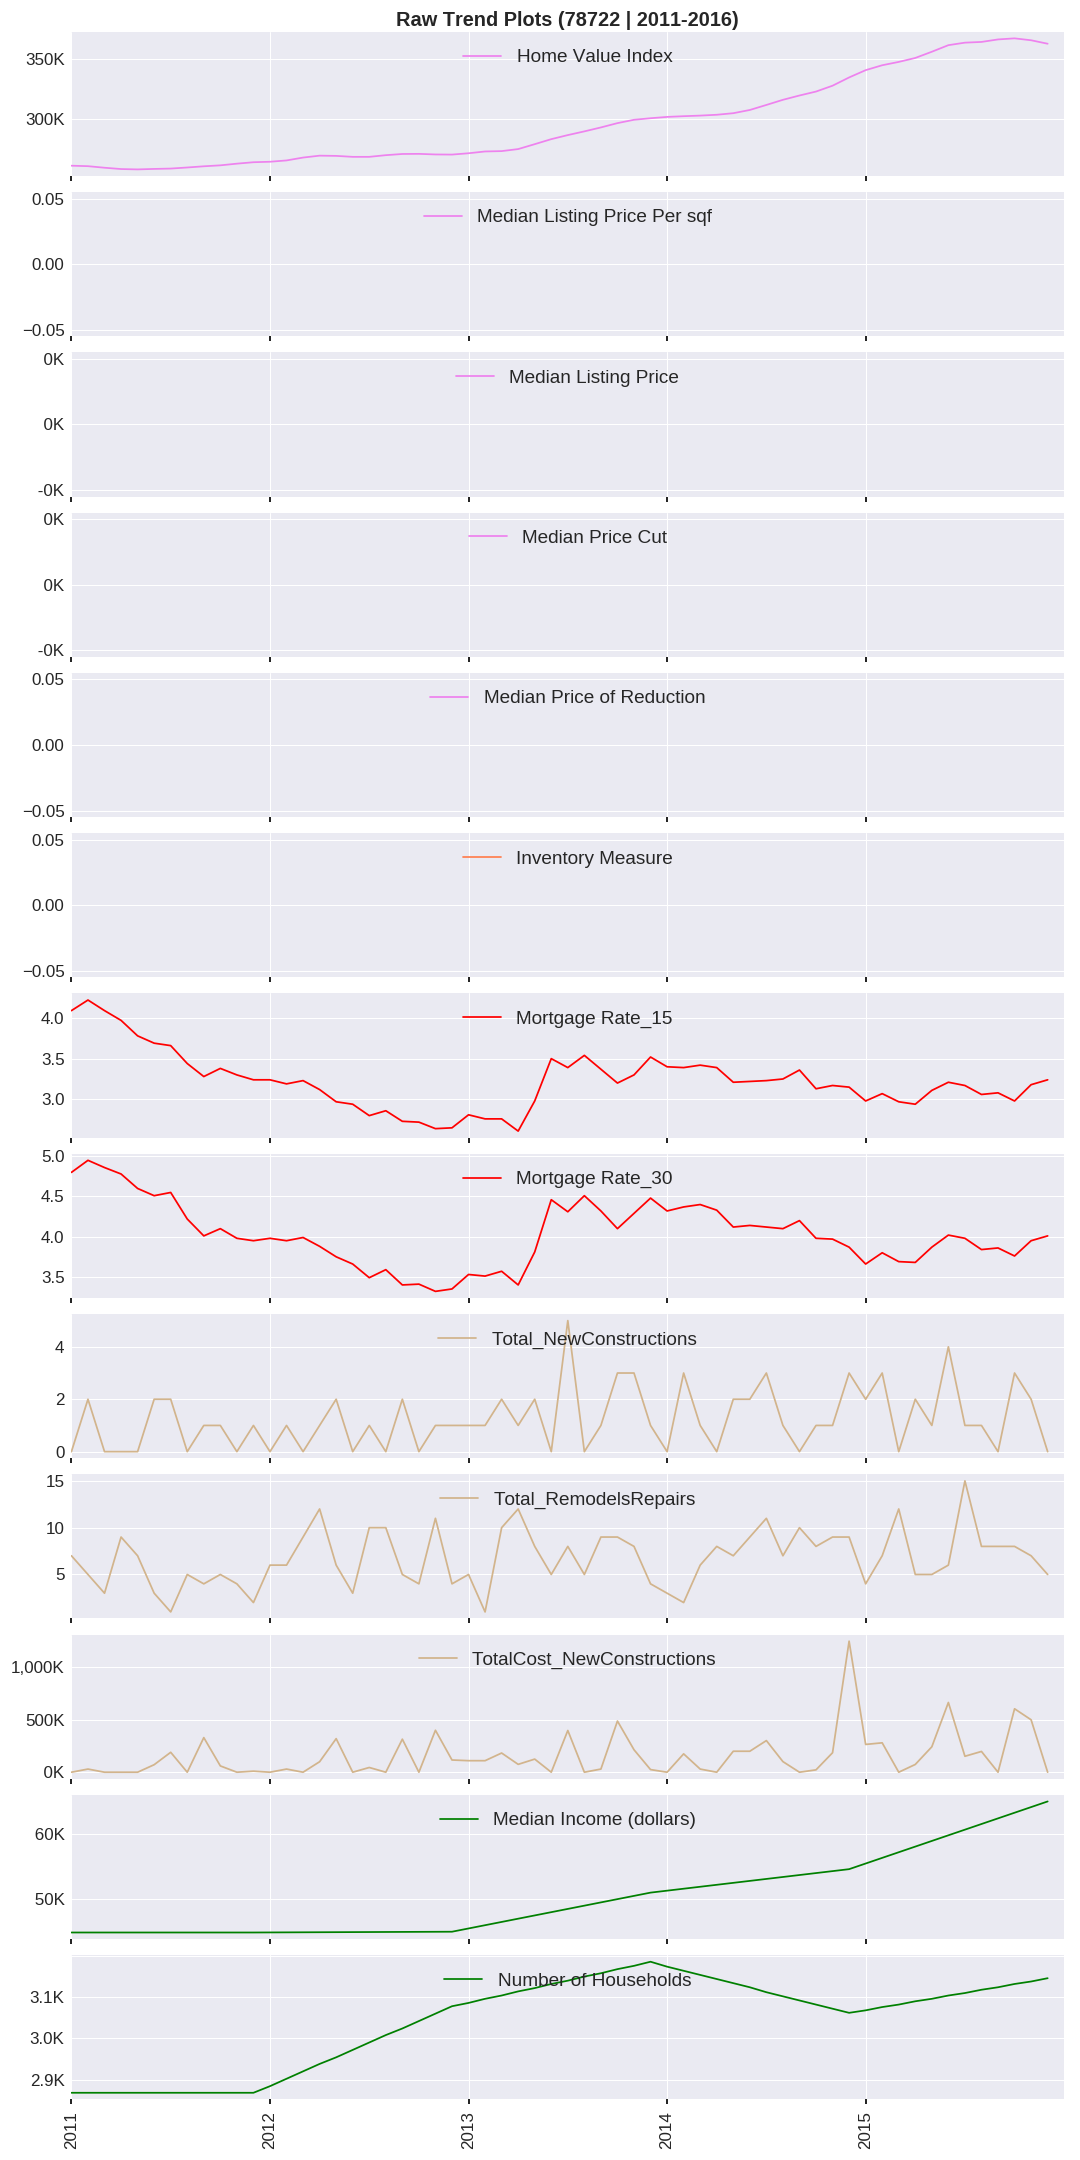 Raw Trend Plots (78722 | 2011-2016)
Home Value Index
350K
300K
Median Listing Price Per sqf
0.05
0.00
−0.05
Median Listing Price
0K
0K
-0K
Median Price Cut
0K
0K
-0K
Median Price of Reduction
0.05
0.00
−0.05
Inventory Measure
0.05
0.00
−0.05
Mortgage Rate_15
4.0
3.5
3.0
Mortgage Rate_30
5.0
4.5
4.0
3.5
Total_NewConstructions
4
2
0
Total_RemodelsRepairs
15
10
5
TotalCost_NewConstructions
1,000K
500K
0K
Median Income (dollars)
60K
50K
Number of Households
3.1K
3.0K
2.9K
2011
2012
2013
2014
2015